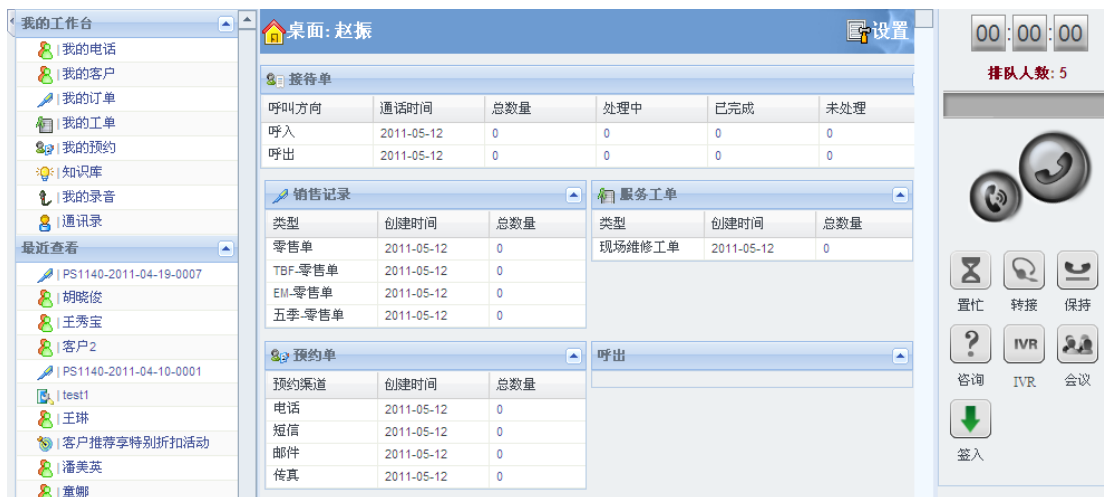 我的工作台
我的电话
我的客户
我的订单
我的工单
我的预约
知识库
我的录音
通讯录
最近查看
PS1140-2011-04-19-0007
胡晓俊
王秀宝
客户2
PS1140-2011-04-10-0001
test1
王琳
客户推荐享特别折扣活动
潘美英
童娜
桌面: 赵振
设置
接待单
呼叫方向 通话时间 总数量 处理中 已完成 未处理
呼入 2011-05-12 0 0 0 0
呼出 2011-05-12 0 0 0 0
销售记录
类型 创建时间 总数量
零售单 2011-05-12 0
TBF-零售单 2011-05-12 0
EM-零售单 2011-05-12 0
五季-零售单 2011-05-12 0
服务工单
类型 创建时间 总数量
现场维修工单 2011-05-12 0
预约单
预约渠道 创建时间 总数量
电话 2011-05-12 0
短信 2011-05-12 0
邮件 2011-05-12 0
传真 2011-05-12 0
呼出
00:00:00
排队人数: 5
置忙 转接 保持
IVR
咨询 IVR 会议
签入